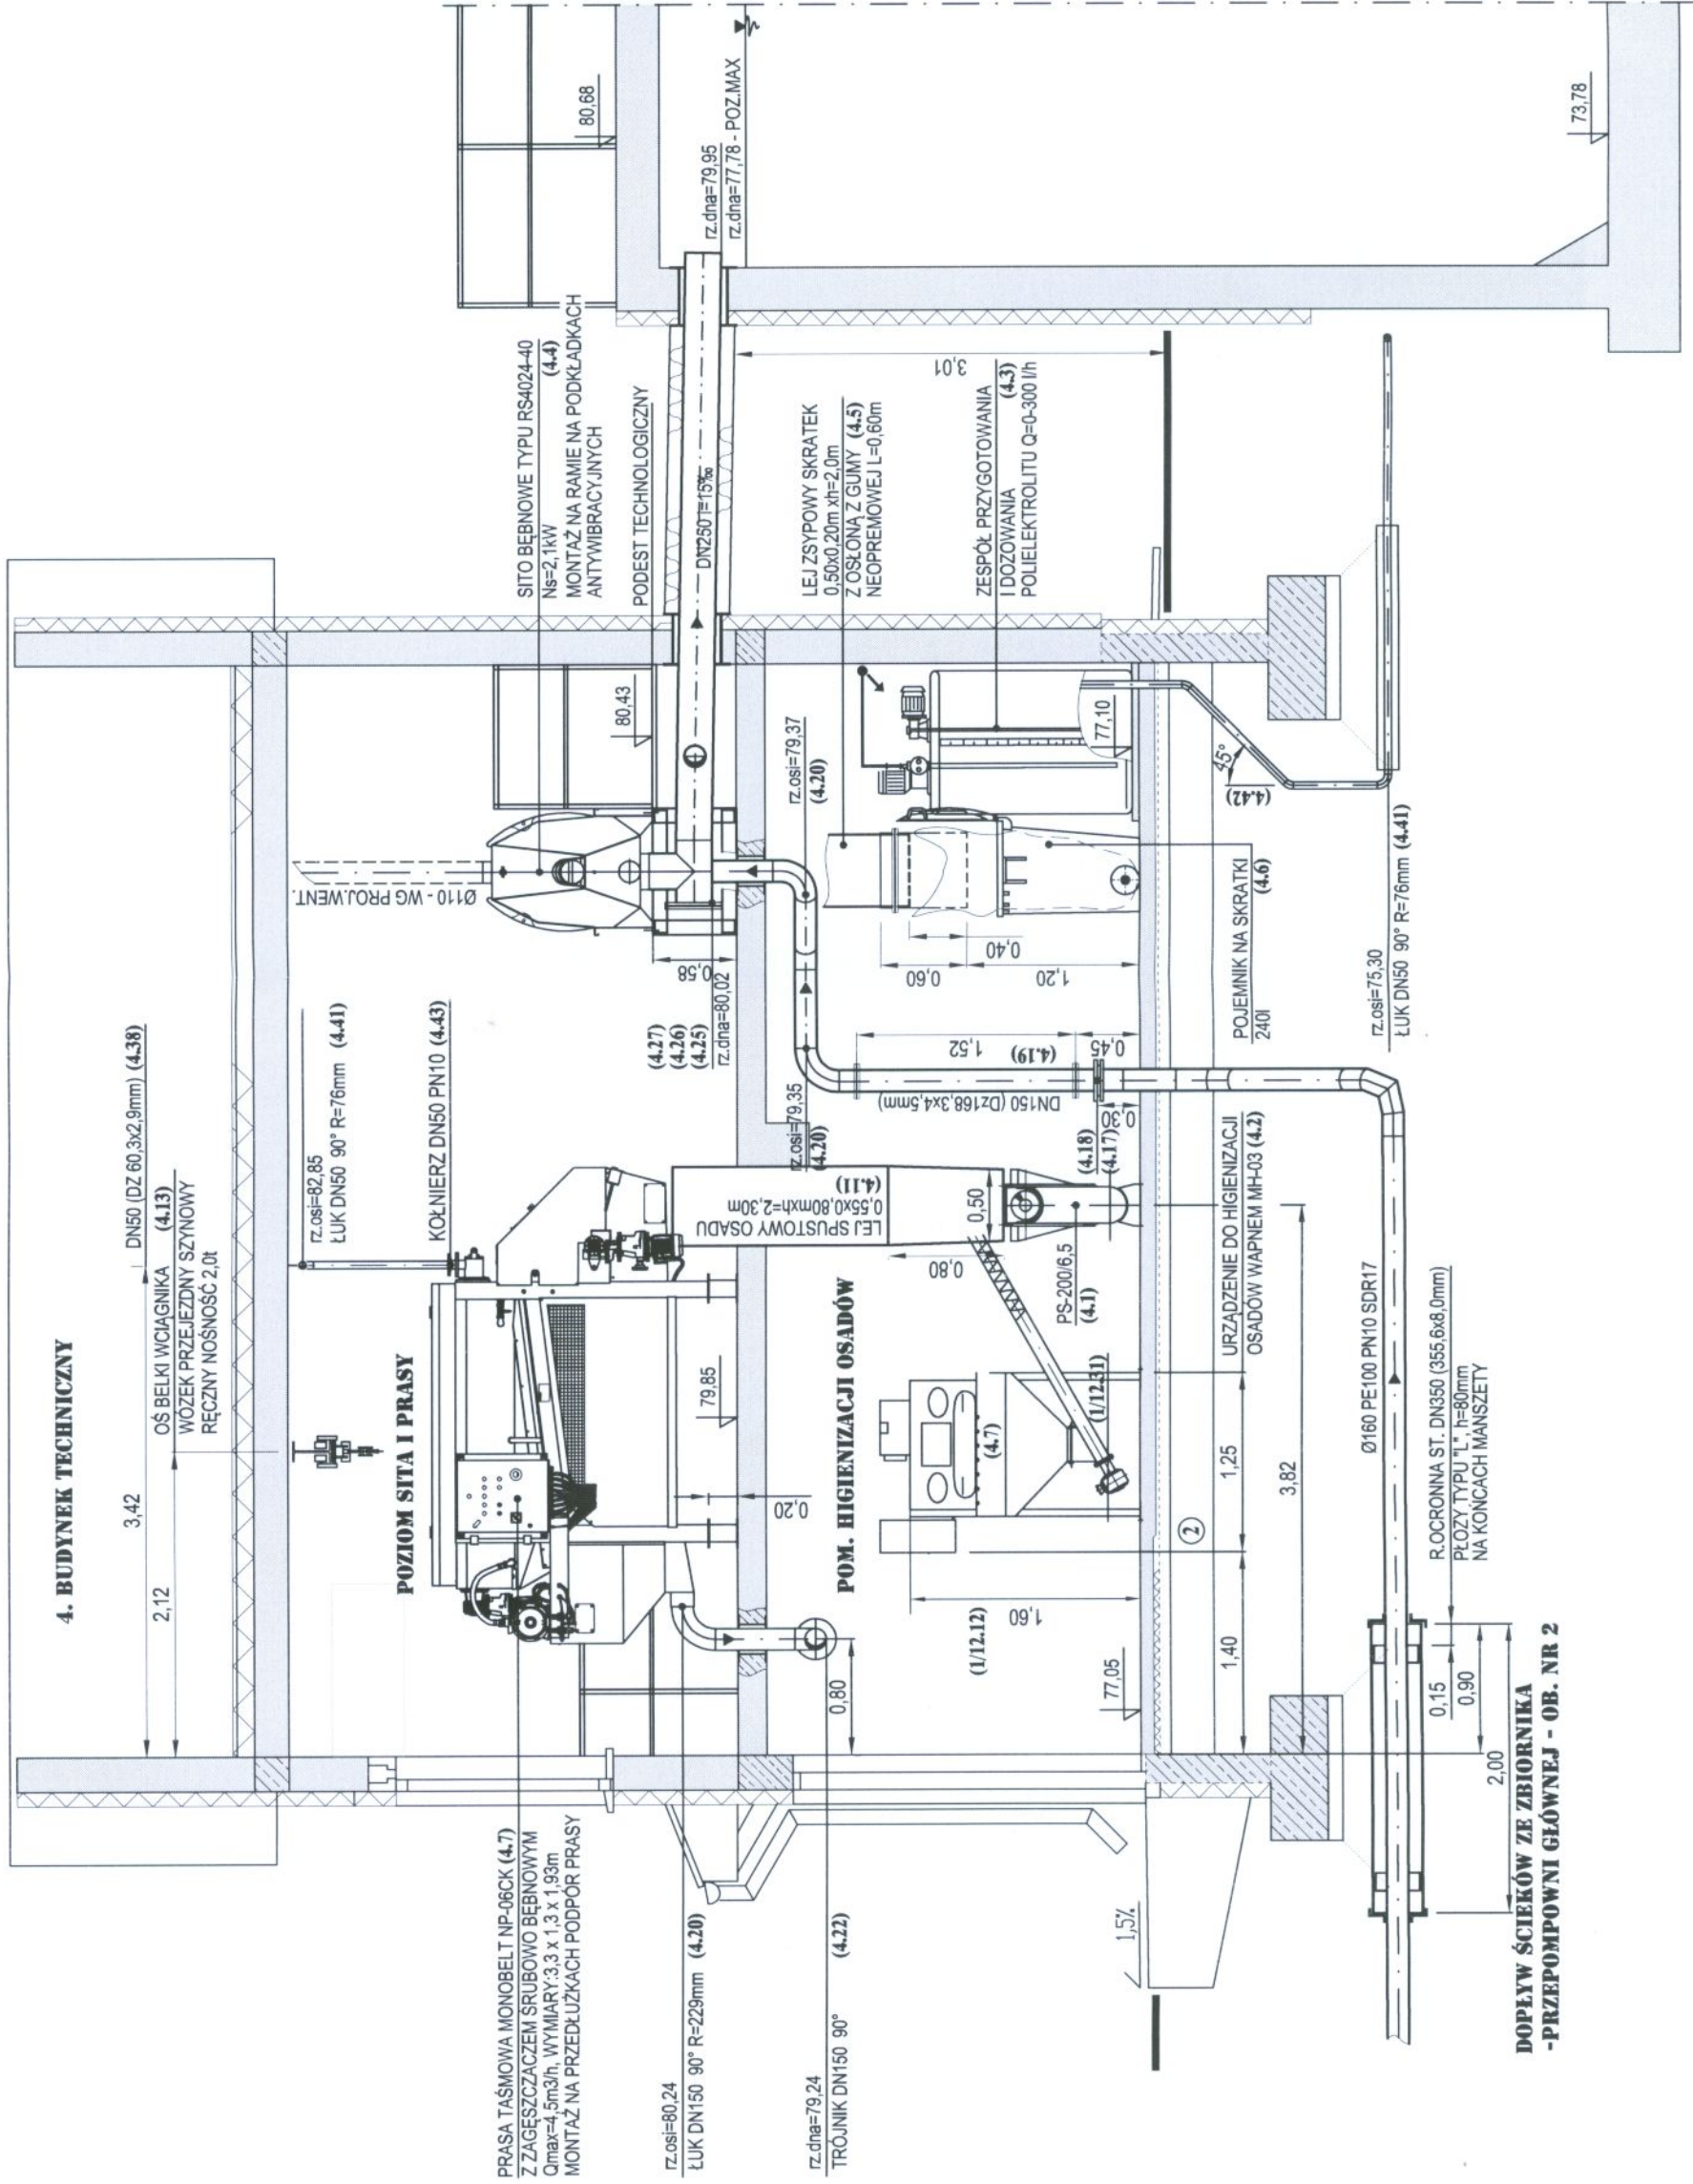 4. BUDYNEK TECHNICZNY
3,42
DN50 (DZ 60,3x2,9mm) (4.38)
2,12
OŚ BELKI WCIĄGNIKA (4.13)
WÓZEK PRZEJEZDNY SZYNOWY
RĘCZNY NOŚNOŚĆ 2,0t
rz.osi=82,85
ŁUK DN50 90° R=76mm (4.41)
KOŁNIERZ DN50 PN10 (4.43)
POZIOM SITA I PRASY
Ø110 - WG PROJ.WENT.
SITO BĘBNOWE TYPU RS4024-40
Ns=2,1kW (4.4)
MONTAŻ NA RAMIE NA PODKŁADKACH
ANTYWIBRACYJNYCH
PODEST TECHNOLOGICZNY
80,68
80,43
79,85
0,20
0,58
(4.27)
(4.26)
(4.25)
rz.dna=80,02
DN250 i=15‰
rz.dna=79,95
rz.dna=77,78 - POZ.MAX
PRASA TAŚMOWA MONOBELT NP-06CK (4.7)
Z ZAGĘSZCZACZEM ŚRUBOWO BĘBNOWYM
Qmax=4,5m3/h, WYMIARY:3,3 x 1,3 x 1,93m
MONTAŻ NA PRZEDŁUŻKACH PODPÓR PRASY
rz.osi=80,24
ŁUK DN150 90° R=229mm (4.20)
rz.dna=79,24
TRÓJNIK DN150 90° (4.22)
0,80
POM. HIGIENIZACJI OSADÓW
LEJ SPUSTOWY OSADU
0,55x0,80mxh=2,30m
(4.11)
rz.osi=79,35
(4.20)
rz.osi=79,37
(4.20)
LEJ ZSYPOWY SKRATEK
0,50x0,20m xh=2,0m
Z OSŁONĄ Z GUMY (4.5)
NEOPREMOWEJ L=0,60m
3,01
ZESPÓŁ PRZYGOTOWANIA
I DOZOWANIA (4.3)
POLIELEKTROLITU Q=0-300 l/h
0,80
0,50
0,60
0,40
1,20
1,52
(4.19)
0,45
DN150 (Dz168,3x4,5mm)
0,30
(4.18)
(4.17)
PS-200/6,5
(4.1)
(4.7)
(1/12.31)
(1/12.12)
1,60
77,05
77,10
1,5%
2
1,40
1,25
3,82
URZĄDZENIE DO HIGIENIZACJI
OSADÓW WAPNEM MH-03 (4.2)
POJEMNIK NA SKRATKI
240l (4.6)
45°
(4.42)
rz.osi=75,30
ŁUK DN50 90° R=76mm (4.41)
73,78
Ø160 PE100 PN10 SDR17
R.OCRONNA ST. DN350 (355,6x8,0mm)
PŁOZY TYPU "L", h=80mm
NA KOŃCACH MANSZETY
0,15
0,90
2,00
DOPŁYW ŚCIEKÓW ZE ZBIORNIKA
-PRZEPOMPOWNI GŁÓWNEJ - OB. NR 2